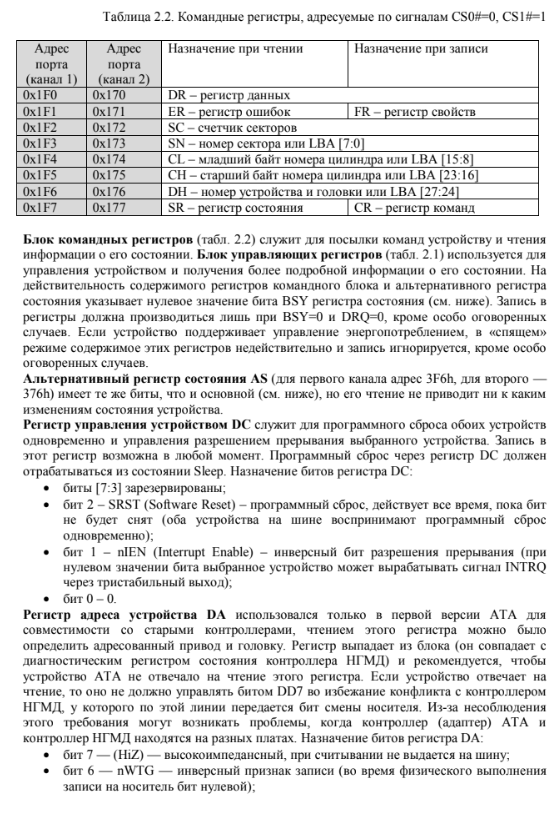 Таблица 2.2. Командные регистры, адресуемые по сигналам CS0#=0, CS1#=1
Адрес порта (канал 1) Адрес порта (канал 2) Назначение при чтении Назначение при записи
0x1F0 0x170 DR – регистр данных
0x1F1 0x171 ER – регистр ошибок FR – регистр свойств
0x1F2 0x172 SC – счетчик секторов
0x1F3 0x173 SN – номер сектора или LBA [7:0]
0x1F4 0x174 CL – младший байт номера цилиндра или LBA [15:8]
0x1F5 0x175 CH – старший байт номера цилиндра или LBA [23:16]
0x1F6 0x176 DH – номер устройства и головки или LBA [27:24]
0x1F7 0x177 SR – регистр состояния CR – регистр команд
Блок командных регистров (табл. 2.2) служит для посылки команд устройству и чтения
информации о его состоянии. Блок управляющих регистров (табл. 2.1) используется для
управления устройством и получения более подробной информации о его состоянии. На
действительность содержимого регистров командного блока и альтернативного регистра
состояния указывает нулевое значение бита BSY регистра состояния (см. ниже). Запись в
регистры должна производиться лишь при BSY=0 и DRQ=0, кроме особо оговоренных
случаев. Если устройство поддерживает управление энергопотреблением, в «спящем»
режиме содержимое этих регистров недействительно и запись игнорируется, кроме особо
оговоренных случаев.
Альтернативный регистр состояния AS (для первого канала адрес 3F6h, для второго —
376h) имеет те же биты, что и основной (см. ниже), но его чтение не приводит ни к каким
изменениям состояния устройства.
Регистр управления устройством DC служит для программного сброса обоих устройств
одновременно и управления разрешением прерывания выбранного устройства. Запись в
этот регистр возможна в любой момент. Программный сброс через регистр DC должен
отрабатываться из состояния Sleep. Назначение битов регистра DC:
• биты [7:3] зарезервированы;
• бит 2 – SRST (Software Reset) – программный сброс, действует все время, пока бит
не будет снят (оба устройства на шине воспринимают программный сброс
одновременно);
• бит 1 – nIEN (Interrupt Enable) – инверсный бит разрешения прерывания (при
нулевом значении бита выбранное устройство может вырабатывать сигнал INTRQ
через тристабильный выход);
• бит 0 – 0.
Регистр адреса устройства DA использовался только в первой версии ATA для
совместимости со старыми контроллерами, чтением этого регистра можно было
определить адресованный привод и головку. Регистр выпадает из блока (он совпадает с
диагностическим регистром состояния контроллера НГМД) и рекомендуется, чтобы
устройство ATA не отвечало на чтение этого регистра. Если устройство отвечает на
чтение, то оно не должно управлять битом DD7 во избежание конфликта с контроллером
НГМД, у которого по этой линии передается бит смены носителя. Из-за несоблюдения
этого требования могут возникать проблемы, когда контроллер (адаптер) ATA и
контроллер НГМД находятся на разных платах. Назначение битов регистра DA:
• бит 7 — (HiZ) — высокоимпедансный, при считывании не выдается на шину;
• бит 6 — nWTG — инверсный признак записи (во время физического выполнения
записи на носитель бит нулевой);